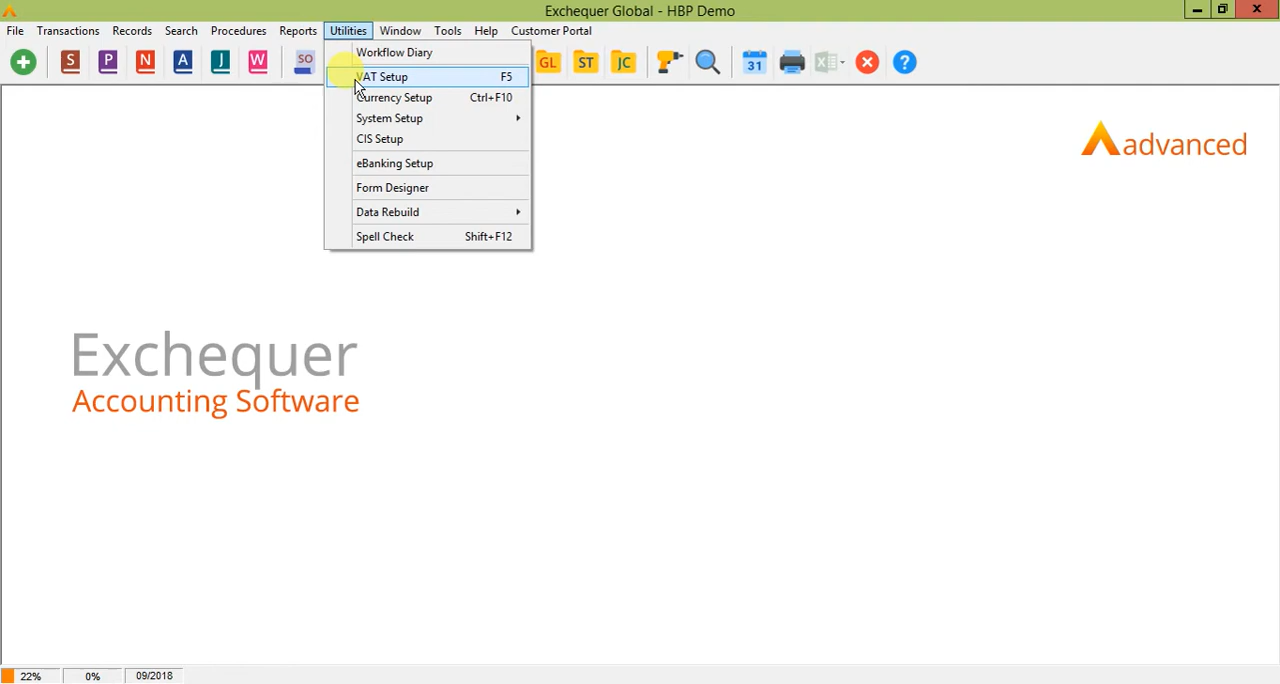 Exchequer Global - HBP Demo
File Transactions Records Search Procedures Reports Utilities Window Tools Help Customer Portal
S P N A J W SO GL ST JC 31 X ?
Workflow Diary
VAT Setup F5
Currency Setup Ctrl+F10
System Setup
CIS Setup
eBanking Setup
Form Designer
Data Rebuild
Spell Check Shift+F12
advanced
Exchequer
Accounting Software
22% 0% 09/2018